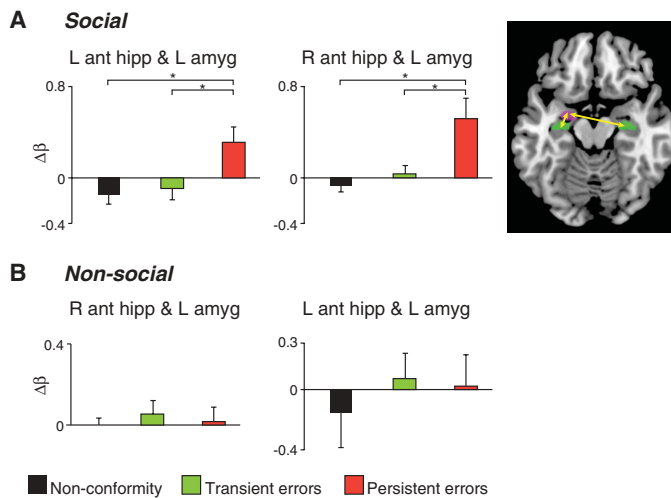 A Social
L ant hipp & L amyg
R ant hipp & L amyg
* *
* *
0.8 0.8
Δβ
0 0
-0.4 -0.4
B Non-social
R ant hipp & L amyg
L ant hipp & L amyg
0.4 0.3
Δβ
0 0
-0.4
Non-conformity Transient errors Persistent errors